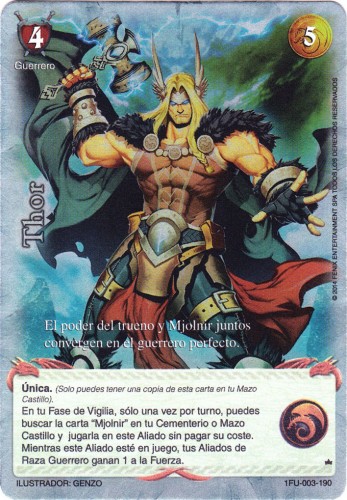 4
5
Guerrero
Thor
© 2014 FENIX ENTERTAINMENT SPA TODOS LOS DERECHOS RESERVADOS
El poder del trueno y Mjolnir juntos
convergen en el guerrero perfecto.
Única. (Solo puedes tener una copia de esta carta en tu Mazo
Castillo).
En tu Fase de Vigilia, sólo una vez por turno, puedes
buscar la carta “Mjolnir” en tu Cementerio o Mazo
Castillo y jugarla en este Aliado sin pagar su coste.
Mientras este Aliado esté en juego, tus Aliados de
Raza Guerrero ganan 1 a la Fuerza.
ILUSTRADOR: GENZO
1FU-003-190